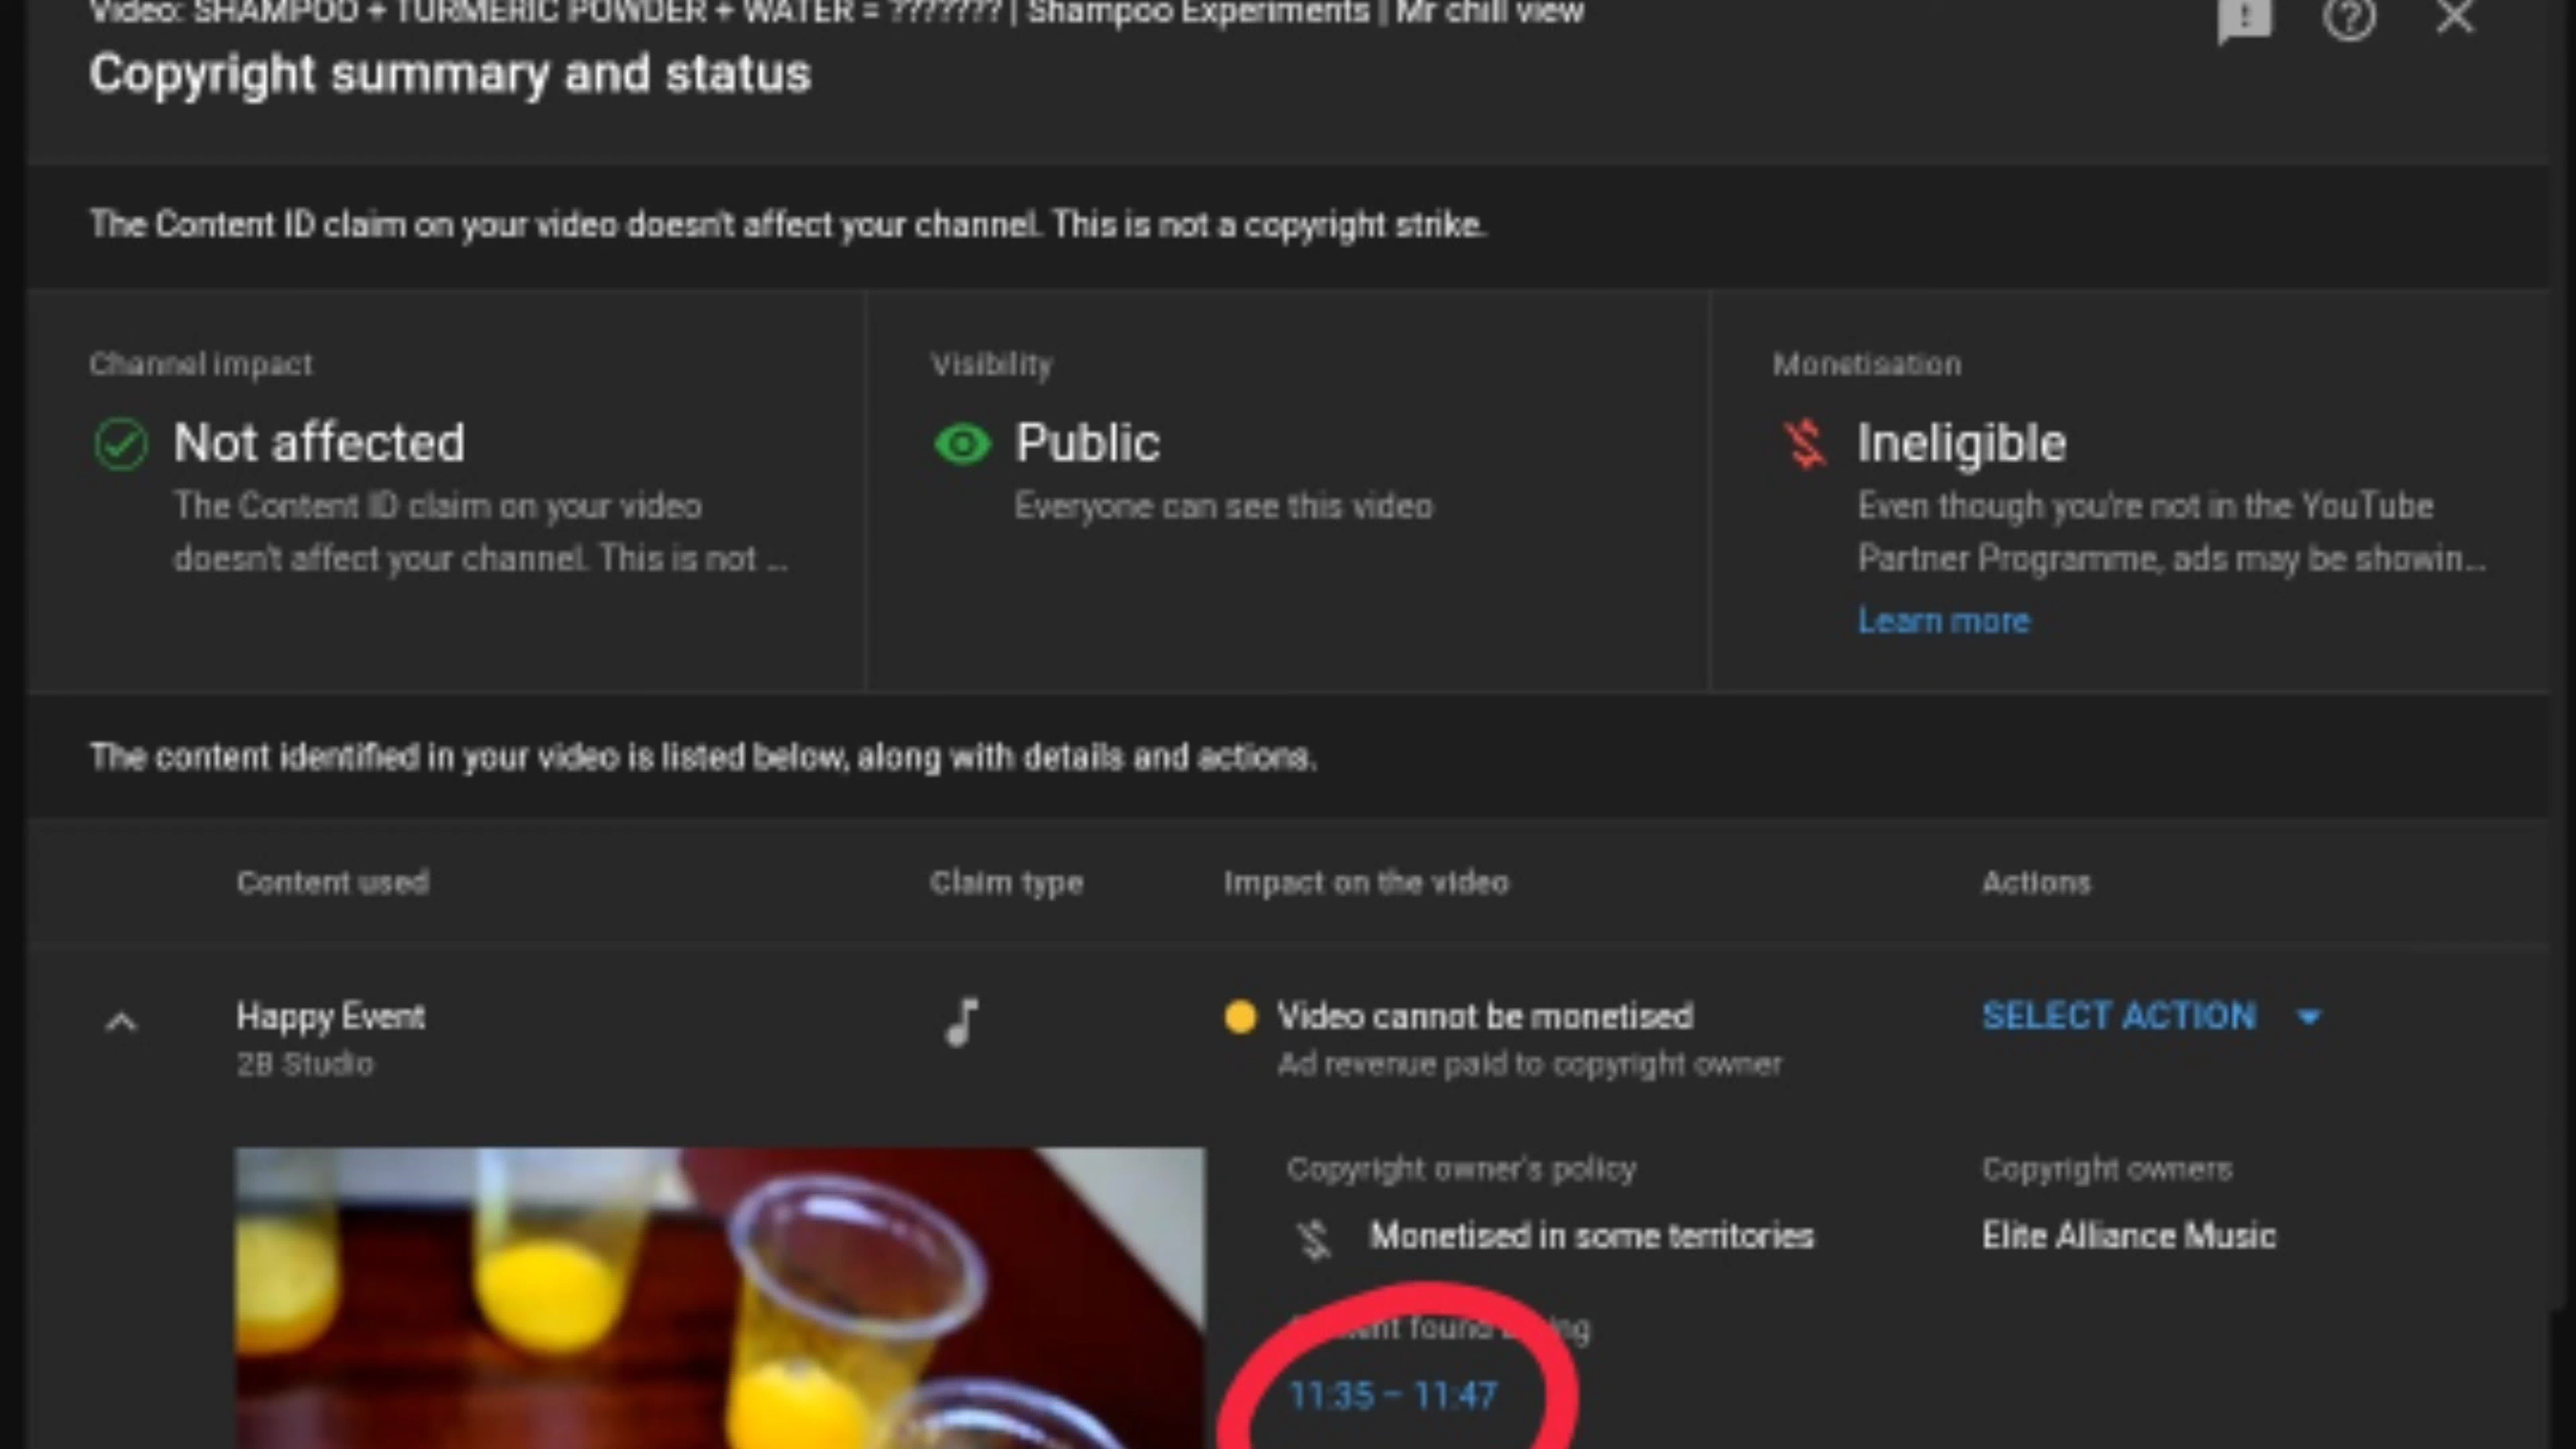 Video: SHAMPOO + TURMERIC POWDER + WATER = ??????? | Shampoo Experiments | Mr chill view
Copyright summary and status
The Content ID claim on your video doesn't affect your channel. This is not a copyright strike.
Channel impact
Not affected
The Content ID claim on your video
doesn't affect your channel. This is not ...
Visibility
Public
Everyone can see this video
Monetisation
Ineligible
Even though you're not in the YouTube
Partner Programme, ads may be showin...
Learn more
The content identified in your video is listed below, along with details and actions.
Content used
Claim type
Impact on the video
Actions
Happy Event
2B Studio
Video cannot be monetised
Ad revenue paid to copyright owner
SELECT ACTION
Copyright owner's policy
Monetised in some territories
Copyright owners
Elite Alliance Music
found
11:35 – 11:47